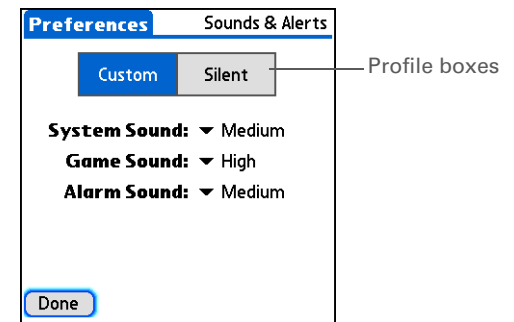 Preferences Sounds & Alerts
Custom Silent
Profile boxes
System Sound: Medium
Game Sound: High
Alarm Sound: Medium
Done